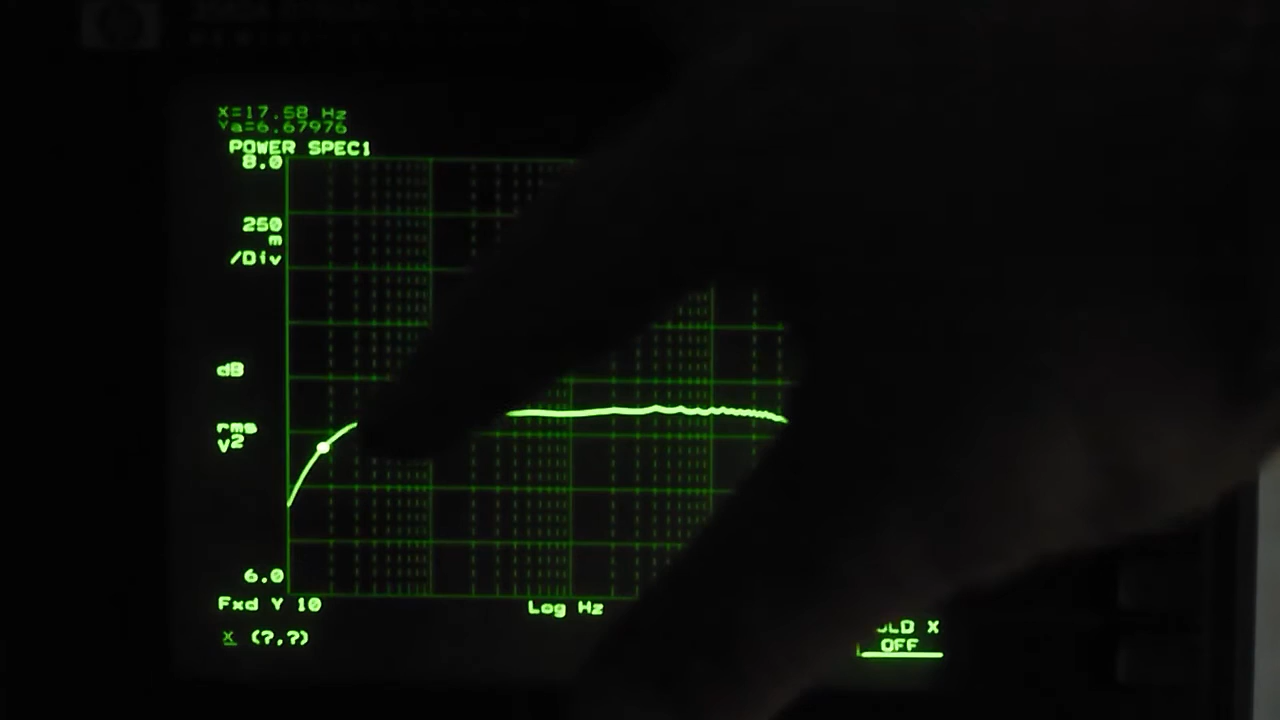 X=17.58 Hz
Ya=6.67976
POWER SPEC1
8.0
250
m
/Div
dB
rms
V2
6.0
Fxd Y 10
Log Hz
X (?,?)
X
OFF